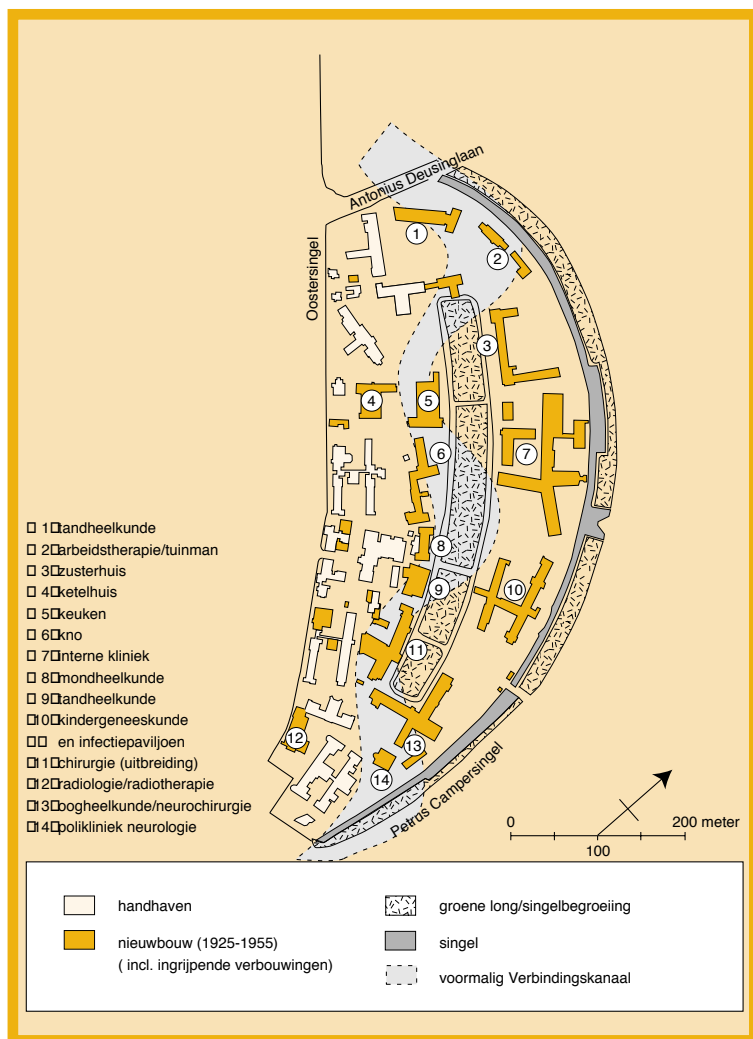 Antonius Deusinglaan
Oostersingel
1
2
3
4
5
6
7
8
9
10
11
12
13
14
Petrus Campersingel
□ 1□tandheelkunde
□ 2□arbeidstherapie/tuinman
□ 3□zusterhuis
□ 4□ketelhuis
□ 5□keuken
□ 6□kno
□ 7□interne kliniek
□ 8□mondheelkunde
□ 9□tandheelkunde
□10□kindergeneeskunde
□□ en infectiepaviljoen
□11□chirurgie (uitbreiding)
□12□radiologie/radiotherapie
□13□oogheelkunde/neurochirurgie
□14□polikliniek neurologie
0 200 meter
100
handhaven
nieuwbouw (1925-1955)
( incl. ingrijpende verbouwingen)
groene long/singelbegroeiing
singel
voormalig Verbindingskanaal